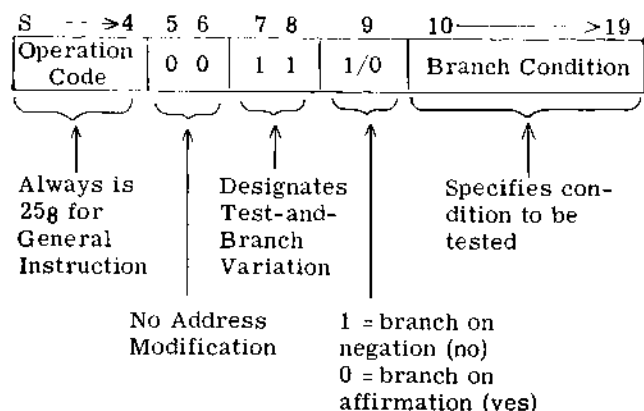 S -- →4 5 6 7 8 9 10———→19
Operation Code 0 0 1 1 1/0 Branch Condition
Always is 25₈ for General Instruction
Designates Test-and-Branch Variation
Specifies con-
dition to be
tested
No Address
Modification
1 = branch on
negation (no)
0 = branch on
affirmation (yes)